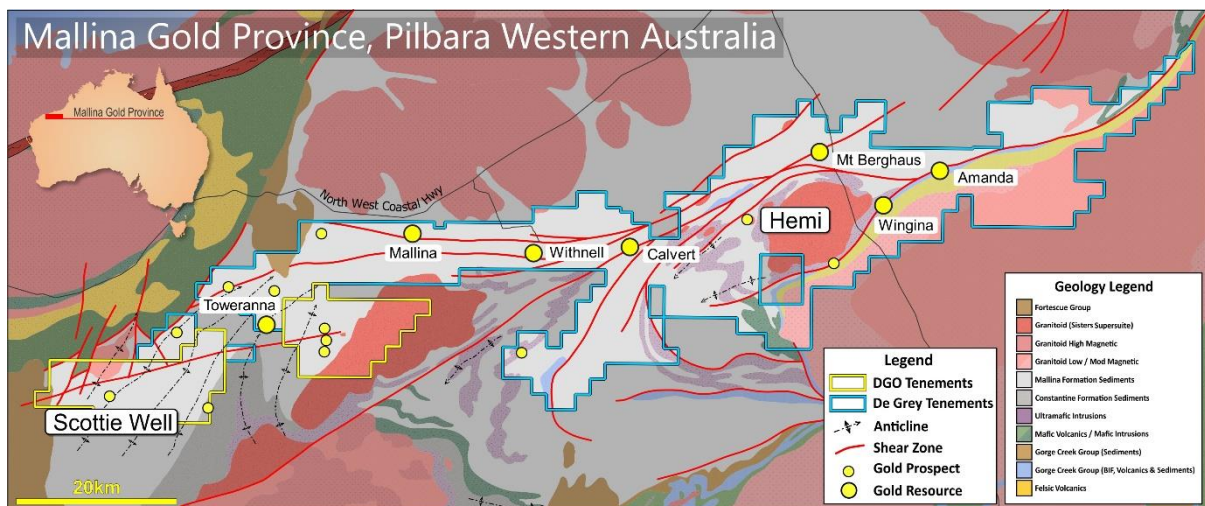 Mallina Gold Province, Pilbara Western Australia
Mallina Gold Province
North West Coastal Hwy
Mt Berghaus
Amanda
Hemi
Wingina
Mallina
Withnell
Calvert
Toweranna
Scottie Well
20km
Legend
DGO Tenements
De Grey Tenements
Anticline
Shear Zone
Gold Prospect
Gold Resource
Geology Legend
Fortescue Group
Granitoid (Sisters Supersuite)
Granitoid High Magnetic
Granitoid Low / Mod Magnetic
Mallina Formation Sediments
Constantine Formation Sediments
Ultramafic Intrusions
Mafic Volcanics / Mafic Intrusions
Gorge Creek Group (Sediments)
Gorge Creek Group (BIF, Volcanics & Sediments)
Felsic Volcanics